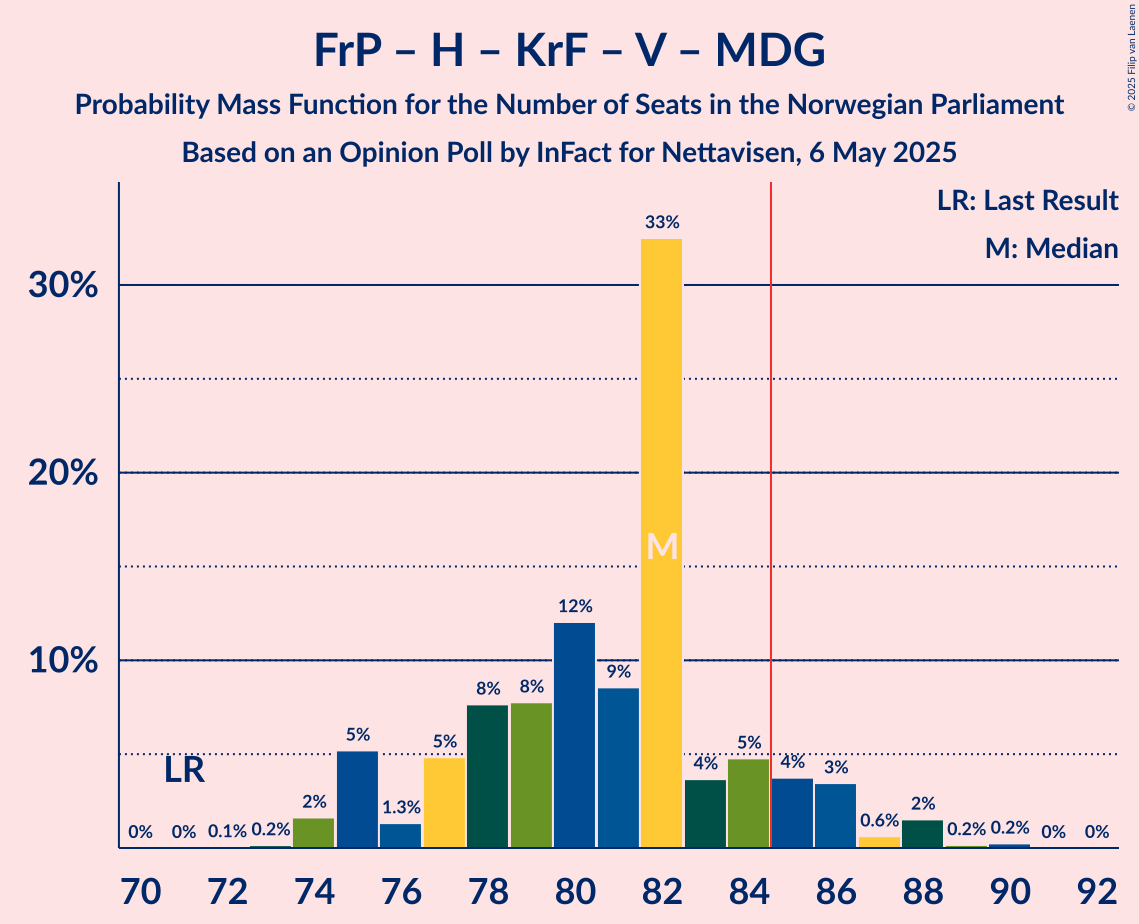 FrP – H – KrF – V – MDG
Probability Mass Function for the Number of Seats in the Norwegian Parliament
Based on an Opinion Poll by InFact for Nettavisen, 6 May 2025
© 2025 Filip van Laenen
LR: Last Result
M: Median
33%
30%
M
20%
12%
10%
9%
8%
8%
5%
5%
5%
4%
4%
3%
LR
2%
2%
1.3%
0.6%
0%
0%
0.1%
0.2%
0.2%
0.2%
0%
0%
70 72 74 76 78 80 82 84 86 88 90 92